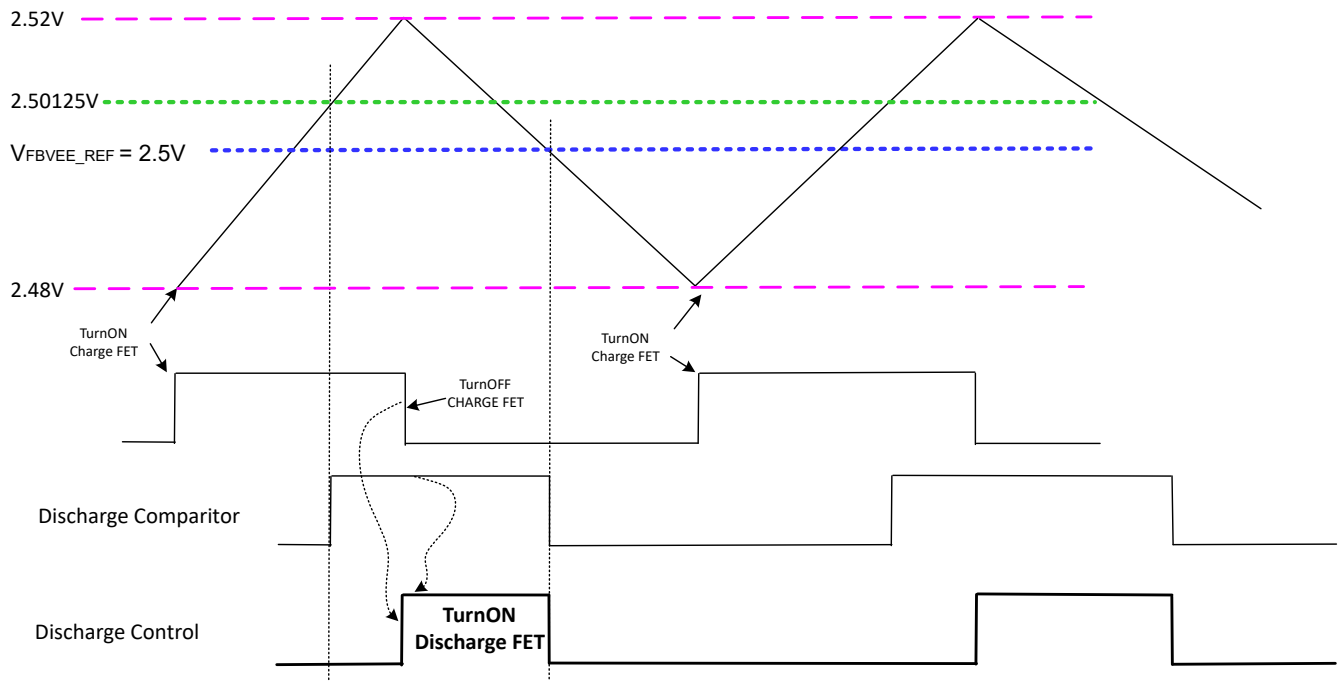 2.52V
2.50125V
VFBVEE_REF = 2.5V
2.48V
TurnON
Charge FET
TurnON
Charge FET
TurnOFF
CHARGE FET
Discharge Comparitor
Discharge Control
TurnON
Discharge FET